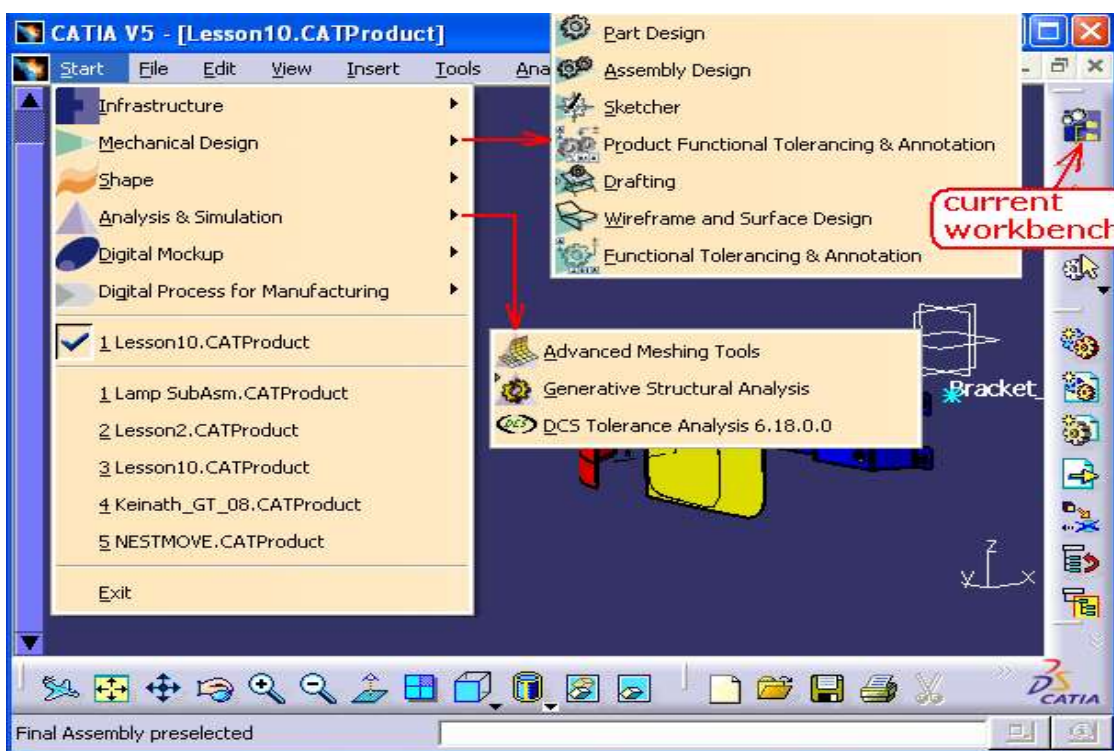 CATIA V5 - [Lesson10.CATProduct]
Start File Edit View Insert Tools Ana
Infrastructure
Mechanical Design
Shape
Analysis & Simulation
Digital Mockup
Digital Process for Manufacturing
1 Lesson10.CATProduct
1 Lamp SubAsm.CATProduct
2 Lesson2.CATProduct
3 Lesson10.CATProduct
4 Keinath_GT_08.CATProduct
5 NESTMOVE.CATProduct
Exit
Part Design
Assembly Design
Sketcher
Product Functional Tolerancing & Annotation
Drafting
Wireframe and Surface Design
Functional Tolerancing & Annotation
current
workbench
Advanced Meshing Tools
Generative Structural Analysis
DCS Tolerance Analysis 6.18.0.0
Bracket_
z
y x
DS
CATIA
Final Assembly preselected